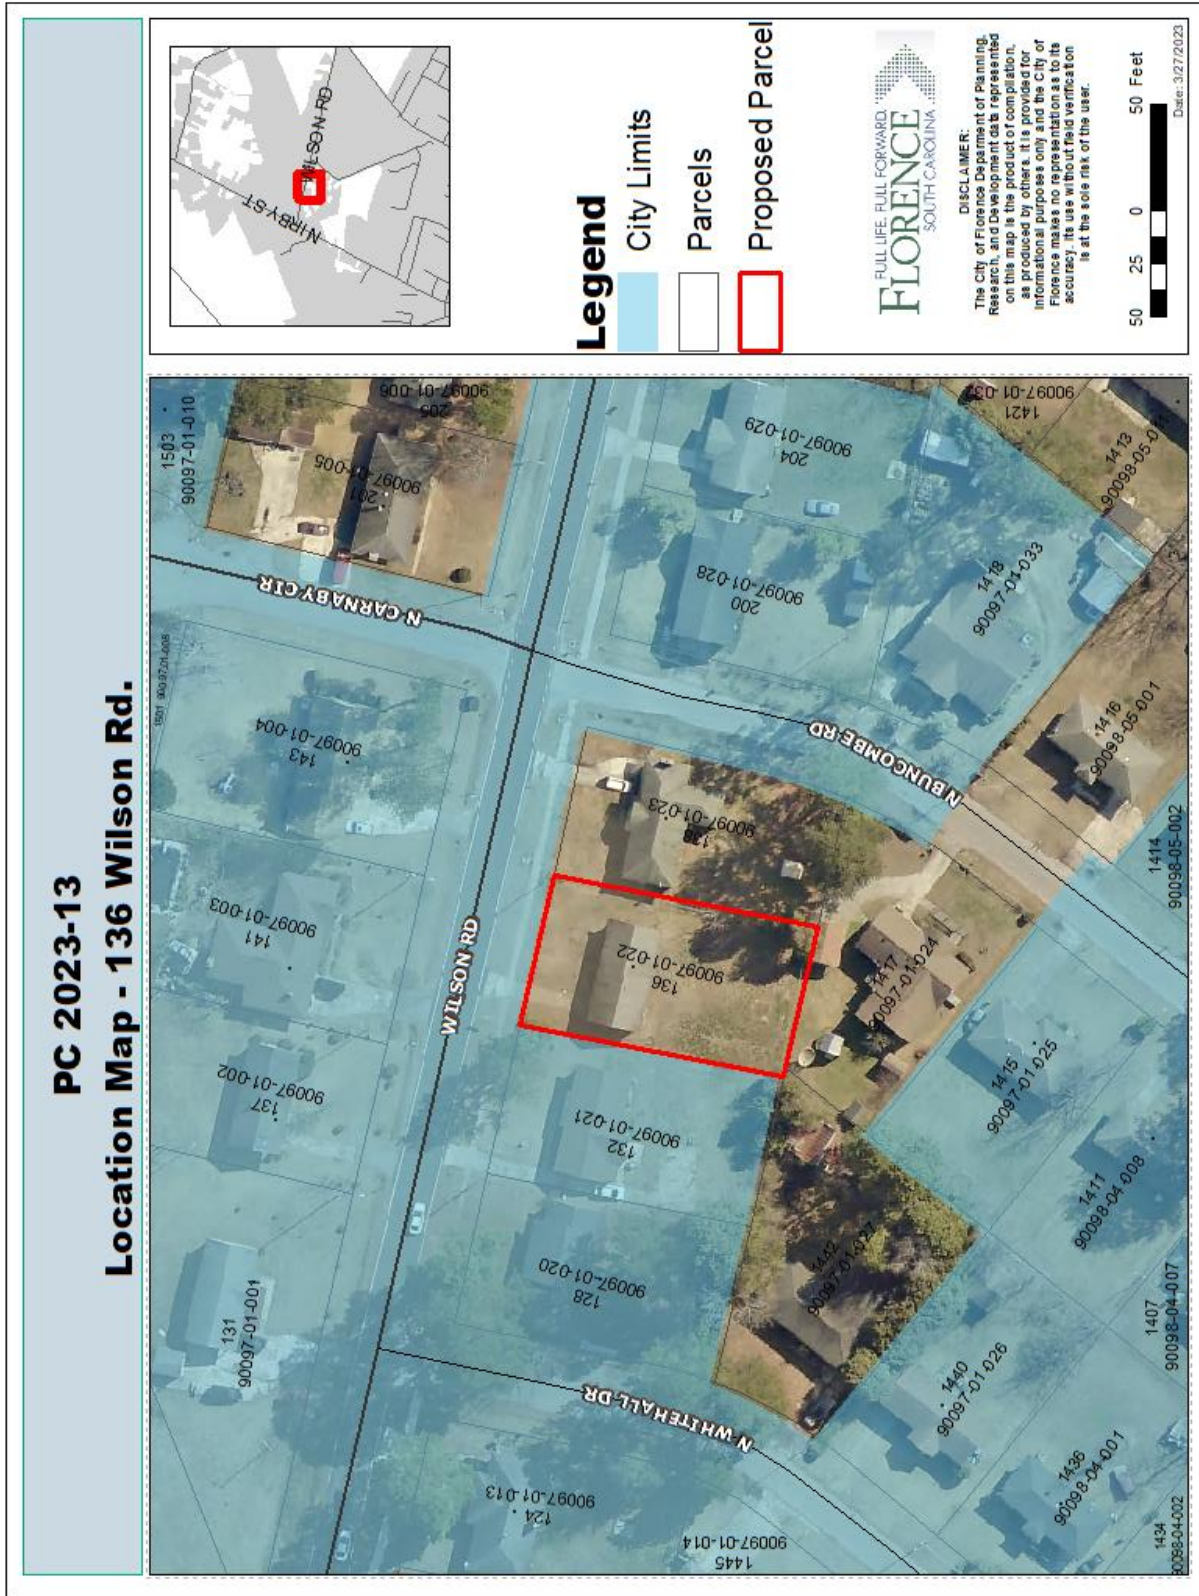 PC 2023-13
Location Map - 136 Wilson Rd.
131
90097-01-001
137
90097-01-002
141
90097-01-003
143
90097-01-004
1501 90097-01-008
1503
90097-01-010
201
90097-01-005
205
90097-01-006
N CARNABY CIR
WILSON RD
124
90097-01-013
1445
90097-01-014
N WHITEHALL DR
128
90097-01-020
132
90097-01-021
136
90097-01-022
138
90097-01-023
N BUNCOMBE RD
200
90097-01-028
204
90097-01-029
1418
90097-01-033
1421
90097-01-032
1413
1416
90098-05-001
1414
90098-05-002
1417
90097-01-024
1415
90097-01-025
1411
90098-04-008
1407
90098-04-007
1442
90097-01-027
1440
90097-01-026
1436
90098-04-001
1434
90098-04-002
N IRBY ST
WILSON RD
Legend
City Limits
Parcels
Proposed Parcel
FULL LIFE. FULL FORWARD.
FLORENCE
SOUTH CAROLINA
DISCLAIMER:
The City of Florence Deparment of Planning,
Research, and Development data represented
on this map is the product of compilation,
as produced by others. It is provided for
informational purposes only and the City of
Florence makes no representation as to its
accuracy. Its use without field verification
is at the sole risk of the user.
50 25 0 50 Feet
Date: 3/27/2023